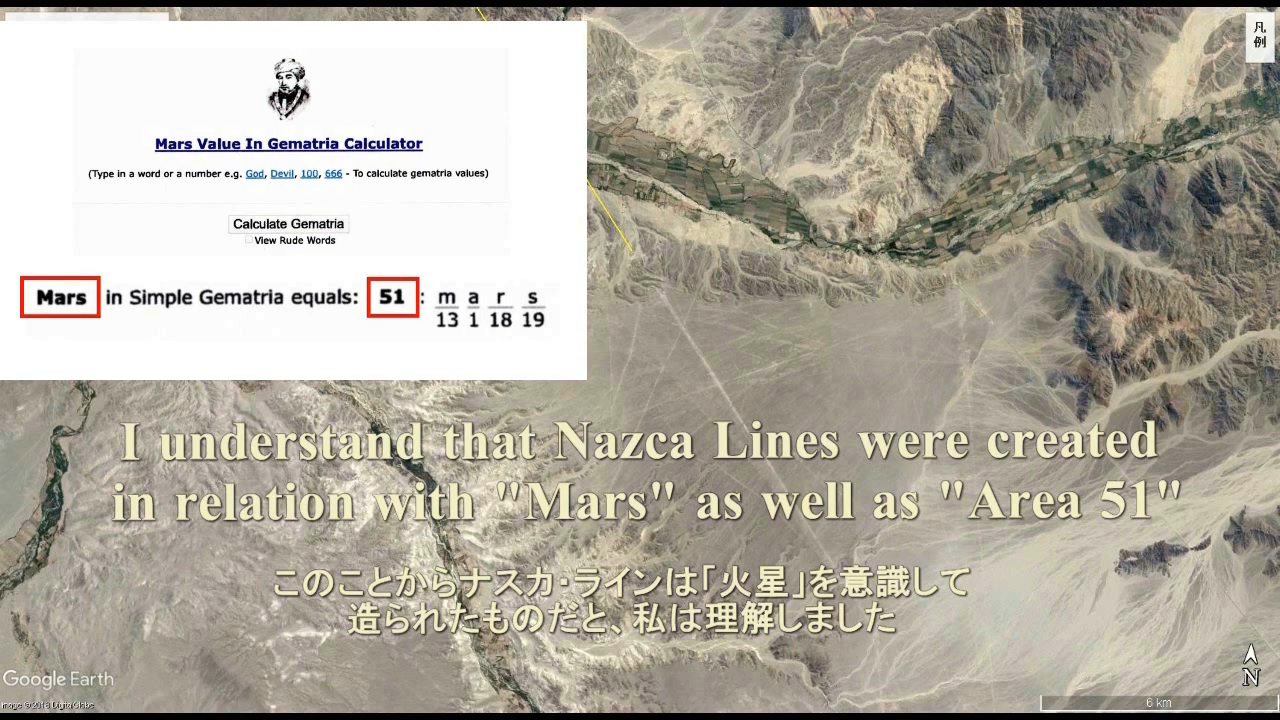 凡
例
Mars Value In Gematria Calculator
(Type in a word or a number e.g. God, Devil, 100, 666 - To calculate gematria values)
Calculate Gematria
View Rude Words
Mars in Simple Gematria equals: 51 : m a r s
13 1 18 19
I understand that Nazca Lines were created
in relation with "Mars" as well as "Area 51"
このことからナスカ・ラインは「火星」を意識して
造られたものだと、私は理解しました
Google Earth
N
6 km